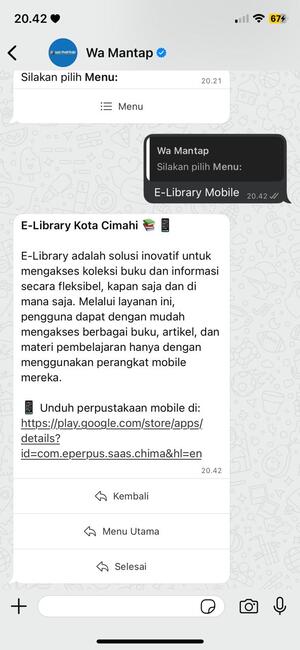 20.42
67
Wa Mantap
Silakan pilih Menu:
20.21
Menu
Wa Mantap
Silakan pilih Menu:
E-Library Mobile
20.42
E-Library Kota Cimahi 📚 📱
E-Library adalah solusi inovatif untuk
mengakses koleksi buku dan informasi
secara fleksibel, kapan saja dan di
mana saja. Melalui layanan ini,
pengguna dapat dengan mudah
mengakses berbagai buku, artikel, dan
materi pembelajaran hanya dengan
menggunakan perangkat mobile
mereka.
📱 Unduh perpustakaan mobile di:
https://play.google.com/store/apps/
details?
id=com.eperpus.saas.chima&hl=en
20.42
Kembali
Menu Utama
Selesai